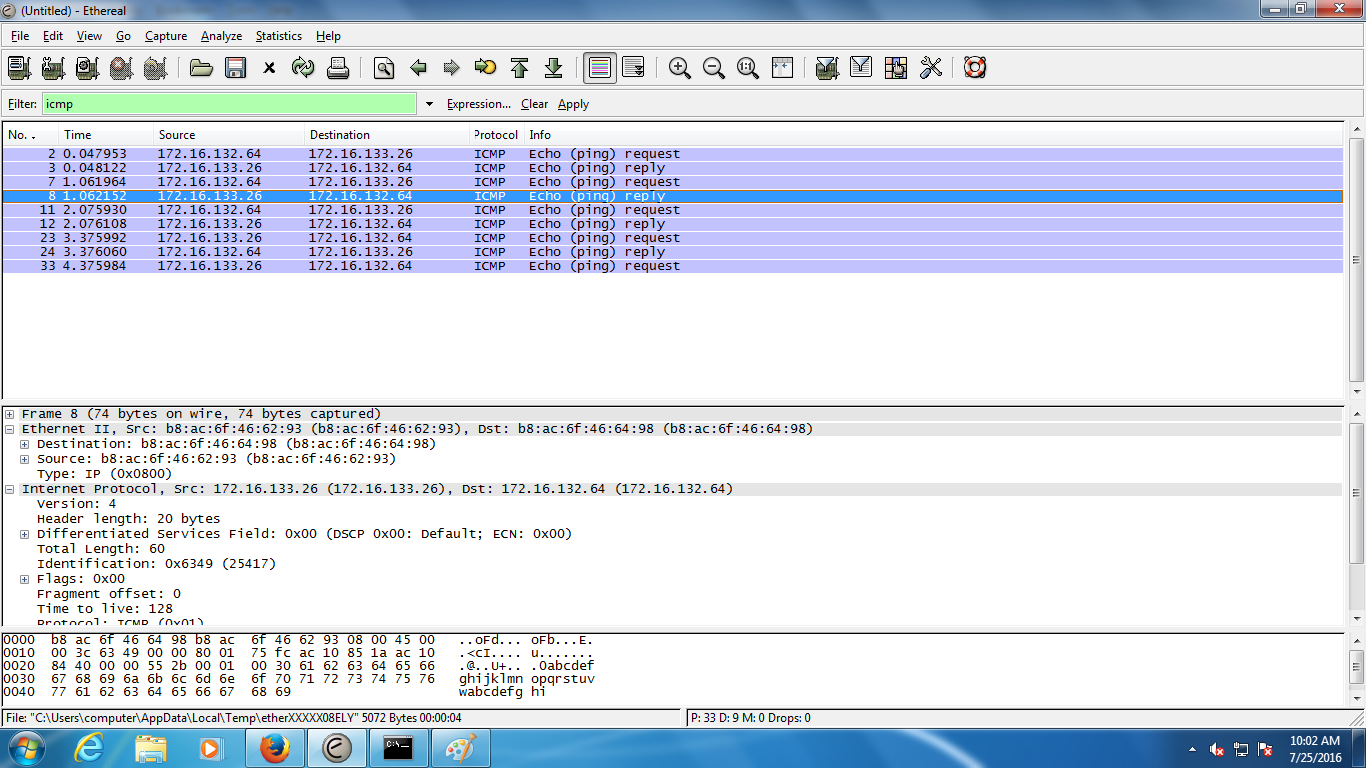 (Untitled) - Ethereal
File Edit View Go Capture Analyze Statistics Help
Filter: icmp Expression... Clear Apply
No. Time Source Destination Protocol Info
2 0.047953 172.16.132.64 172.16.133.26 ICMP Echo (ping) request
3 0.048122 172.16.133.26 172.16.132.64 ICMP Echo (ping) reply
7 1.061964 172.16.132.64 172.16.133.26 ICMP Echo (ping) request
8 1.062152 172.16.133.26 172.16.132.64 ICMP Echo (ping) reply
11 2.075930 172.16.132.64 172.16.133.26 ICMP Echo (ping) request
12 2.076108 172.16.133.26 172.16.132.64 ICMP Echo (ping) reply
23 3.375992 172.16.133.26 172.16.132.64 ICMP Echo (ping) request
24 3.376060 172.16.132.64 172.16.133.26 ICMP Echo (ping) reply
33 4.375984 172.16.133.26 172.16.132.64 ICMP Echo (ping) request
Frame 8 (74 bytes on wire, 74 bytes captured)
Ethernet II, Src: b8:ac:6f:46:62:93 (b8:ac:6f:46:62:93), Dst: b8:ac:6f:46:64:98 (b8:ac:6f:46:64:98)
Destination: b8:ac:6f:46:64:98 (b8:ac:6f:46:64:98)
Source: b8:ac:6f:46:62:93 (b8:ac:6f:46:62:93)
Type: IP (0x0800)
Internet Protocol, Src: 172.16.133.26 (172.16.133.26), Dst: 172.16.132.64 (172.16.132.64)
Version: 4
Header length: 20 bytes
Differentiated Services Field: 0x00 (DSCP 0x00: Default; ECN: 0x00)
Total Length: 60
Identification: 0x6349 (25417)
Flags: 0x00
Fragment offset: 0
Time to live: 128
Protocol: ICMP (0x01)
0000 b8 ac 6f 46 64 98 b8 ac 6f 46 62 93 08 00 45 00 ..oFd... oFb...E.
0010 00 3c 63 49 00 00 80 01 75 fc ac 10 85 1a ac 10 .<cI.... u.......
0020 84 40 00 00 55 2b 00 01 00 30 61 62 63 64 65 66 .@..U+.. .0abcdef
0030 67 68 69 6a 6b 6c 6d 6e 6f 70 71 72 73 74 75 76 ghijklmn opqrstuv
0040 77 61 62 63 64 65 66 67 68 69 wabcdefg hi
File: "C:\Users\computer\AppData\Local\Temp\etherXXXXX08ELY" 5072 Bytes 00:00:04 P: 33 D: 9 M: 0 Drops: 0
10:02 AM
7/25/2016